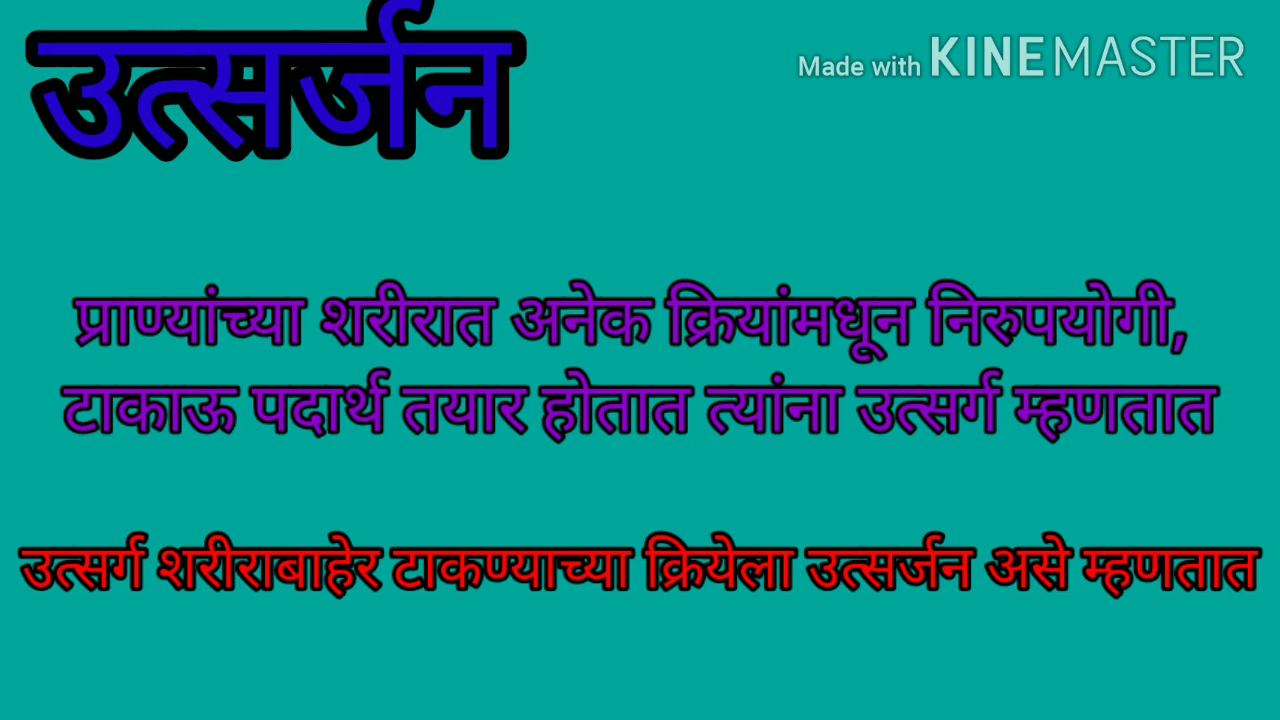 उत्सर्जन
Made with KINEMASTER
प्राण्यांच्या शरीरात अनेक क्रियांमधून निरुपयोगी,
टाकाऊ पदार्थ तयार होतात त्यांना उत्सर्ग म्हणतात
उत्सर्ग शरीराबाहेर टाकण्याच्या क्रियेला उत्सर्जन असे म्हणतात